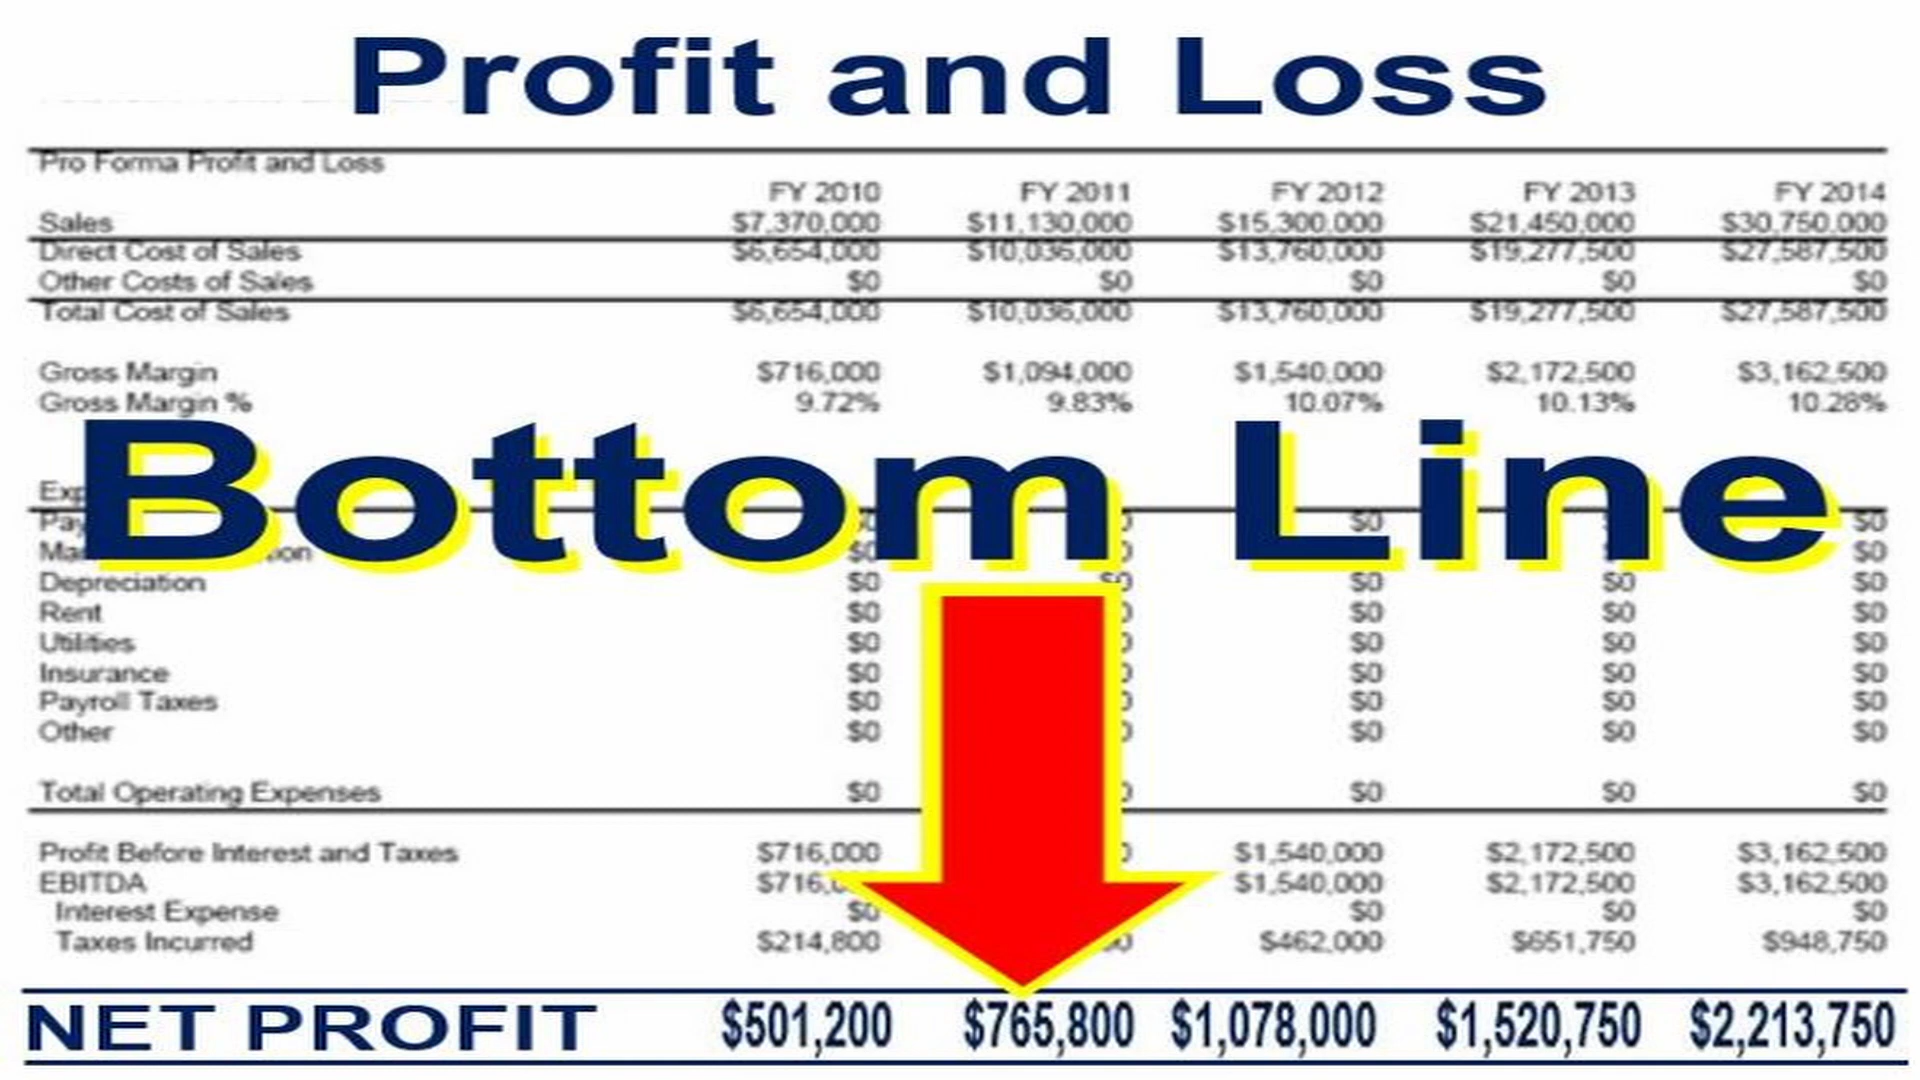 Profit and Loss
Pro Forma Profit and Loss
FY 2010 FY 2011 FY 2012 FY 2013 FY 2014
Sales $7,370,000 $11,130,000 $15,300,000 $21,450,000 $30,750,000
Direct Cost of Sales $6,654,000 $10,036,000 $13,760,000 $19,277,500 $27,587,500
Other Costs of Sales $0 $0 $0 $0 $0
Total Cost of Sales $6,654,000 $10,036,000 $13,760,000 $19,277,500 $27,587,500
Gross Margin $716,000 $1,094,000 $1,540,000 $2,172,500 $3,162,500
Gross Margin % 9.72% 9.83% 10.07% 10.13% 10.28%
Bottom Line
$0 $0
$0 $0
Depreciation $0 $0 $0 $0
Rent $0 $0 $0 $0
Utilities $0 $0 $0 $0
Insurance $0 $0 $0 $0
Payroll Taxes $0 $0 $0 $0
Other $0 $0 $0 $0
Total Operating Expenses $0 $0 $0 $0
Profit Before Interest and Taxes $716,000 $1,540,000 $2,172,500 $3,162,500
EBITDA $1,540,000 $2,172,500 $3,162,500
Interest Expense $0 $0 $0 $0
Taxes Incurred $214,800 $462,000 $651,750 $948,750
NET PROFIT $501,200 $765,800 $1,078,000 $1,520,750 $2,213,750